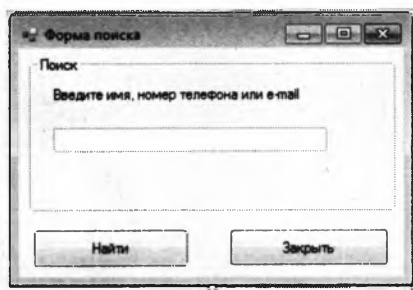 Форма поиска
Поиск
Введите имя, номер телефона или e-mail
Найти
Закрыть